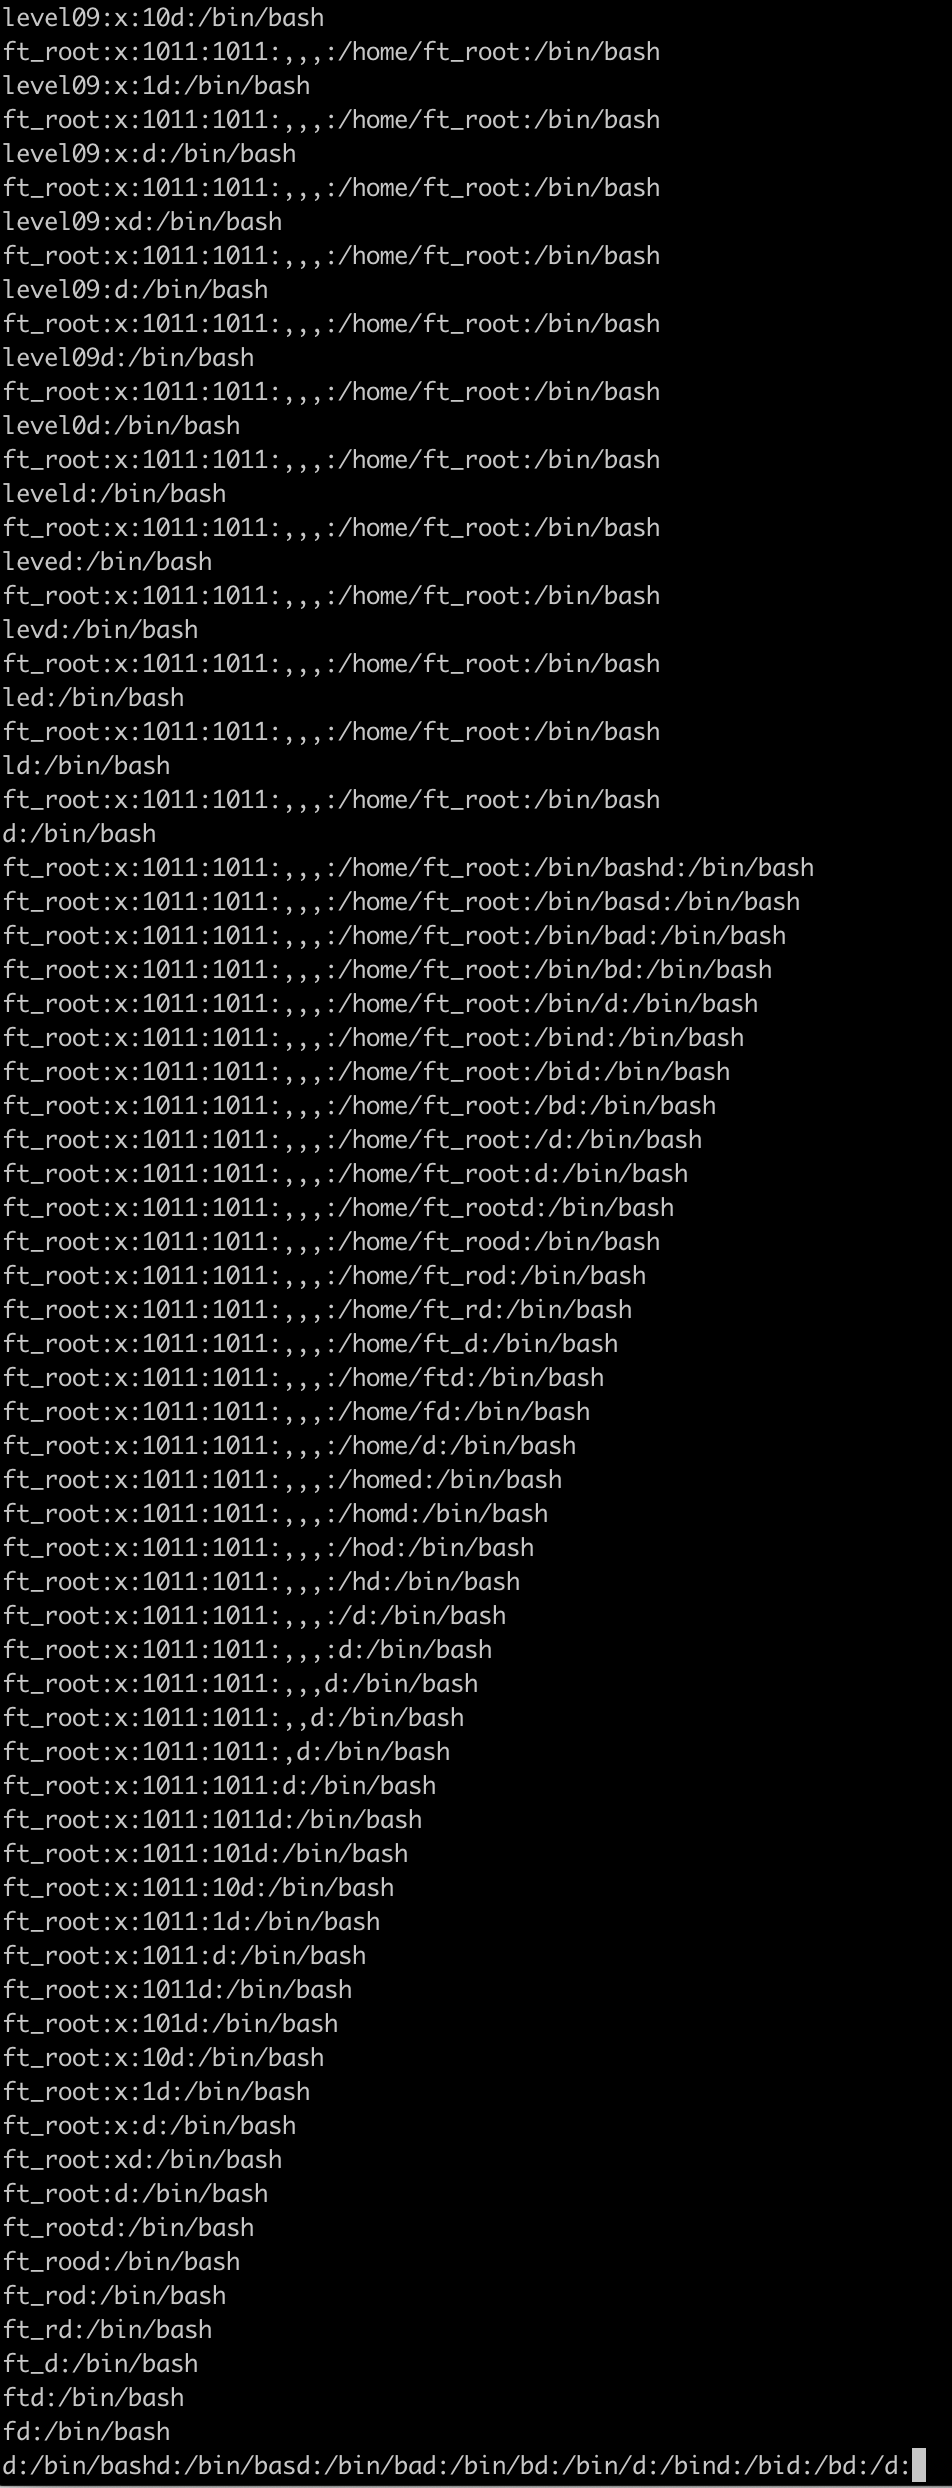 level09:x:10d:/bin/bash
ft_root:x:1011:1011:,,,:/home/ft_root:/bin/bash
level09:x:1d:/bin/bash
ft_root:x:1011:1011:,,,:/home/ft_root:/bin/bash
level09:x:d:/bin/bash
ft_root:x:1011:1011:,,,:/home/ft_root:/bin/bash
level09:xd:/bin/bash
ft_root:x:1011:1011:,,,:/home/ft_root:/bin/bash
level09:d:/bin/bash
ft_root:x:1011:1011:,,,:/home/ft_root:/bin/bash
level09d:/bin/bash
ft_root:x:1011:1011:,,,:/home/ft_root:/bin/bash
level0d:/bin/bash
ft_root:x:1011:1011:,,,:/home/ft_root:/bin/bash
leveld:/bin/bash
ft_root:x:1011:1011:,,,:/home/ft_root:/bin/bash
leved:/bin/bash
ft_root:x:1011:1011:,,,:/home/ft_root:/bin/bash
levd:/bin/bash
ft_root:x:1011:1011:,,,:/home/ft_root:/bin/bash
led:/bin/bash
ft_root:x:1011:1011:,,,:/home/ft_root:/bin/bash
ld:/bin/bash
ft_root:x:1011:1011:,,,:/home/ft_root:/bin/bash
d:/bin/bash
ft_root:x:1011:1011:,,,:/home/ft_root:/bin/bashd:/bin/bash
ft_root:x:1011:1011:,,,:/home/ft_root:/bin/basd:/bin/bash
ft_root:x:1011:1011:,,,:/home/ft_root:/bin/bad:/bin/bash
ft_root:x:1011:1011:,,,:/home/ft_root:/bin/bd:/bin/bash
ft_root:x:1011:1011:,,,:/home/ft_root:/bin/d:/bin/bash
ft_root:x:1011:1011:,,,:/home/ft_root:/bind:/bin/bash
ft_root:x:1011:1011:,,,:/home/ft_root:/bid:/bin/bash
ft_root:x:1011:1011:,,,:/home/ft_root:/bd:/bin/bash
ft_root:x:1011:1011:,,,:/home/ft_root:/d:/bin/bash
ft_root:x:1011:1011:,,,:/home/ft_root:d:/bin/bash
ft_root:x:1011:1011:,,,:/home/ft_rootd:/bin/bash
ft_root:x:1011:1011:,,,:/home/ft_rood:/bin/bash
ft_root:x:1011:1011:,,,:/home/ft_rod:/bin/bash
ft_root:x:1011:1011:,,,:/home/ft_rd:/bin/bash
ft_root:x:1011:1011:,,,:/home/ft_d:/bin/bash
ft_root:x:1011:1011:,,,:/home/ftd:/bin/bash
ft_root:x:1011:1011:,,,:/home/fd:/bin/bash
ft_root:x:1011:1011:,,,:/home/d:/bin/bash
ft_root:x:1011:1011:,,,:/homed:/bin/bash
ft_root:x:1011:1011:,,,:/homd:/bin/bash
ft_root:x:1011:1011:,,,:/hod:/bin/bash
ft_root:x:1011:1011:,,,:/hd:/bin/bash
ft_root:x:1011:1011:,,,:/d:/bin/bash
ft_root:x:1011:1011:,,,:d:/bin/bash
ft_root:x:1011:1011:,,,d:/bin/bash
ft_root:x:1011:1011:,,d:/bin/bash
ft_root:x:1011:1011:,d:/bin/bash
ft_root:x:1011:1011:d:/bin/bash
ft_root:x:1011:1011d:/bin/bash
ft_root:x:1011:101d:/bin/bash
ft_root:x:1011:10d:/bin/bash
ft_root:x:1011:1d:/bin/bash
ft_root:x:1011:d:/bin/bash
ft_root:x:1011d:/bin/bash
ft_root:x:101d:/bin/bash
ft_root:x:10d:/bin/bash
ft_root:x:1d:/bin/bash
ft_root:x:d:/bin/bash
ft_root:xd:/bin/bash
ft_root:d:/bin/bash
ft_rootd:/bin/bash
ft_rood:/bin/bash
ft_rod:/bin/bash
ft_rd:/bin/bash
ft_d:/bin/bash
ftd:/bin/bash
fd:/bin/bash
d:/bin/bashd:/bin/basd:/bin/bad:/bin/bd:/bin/d:/bind:/bid:/bd:/d: